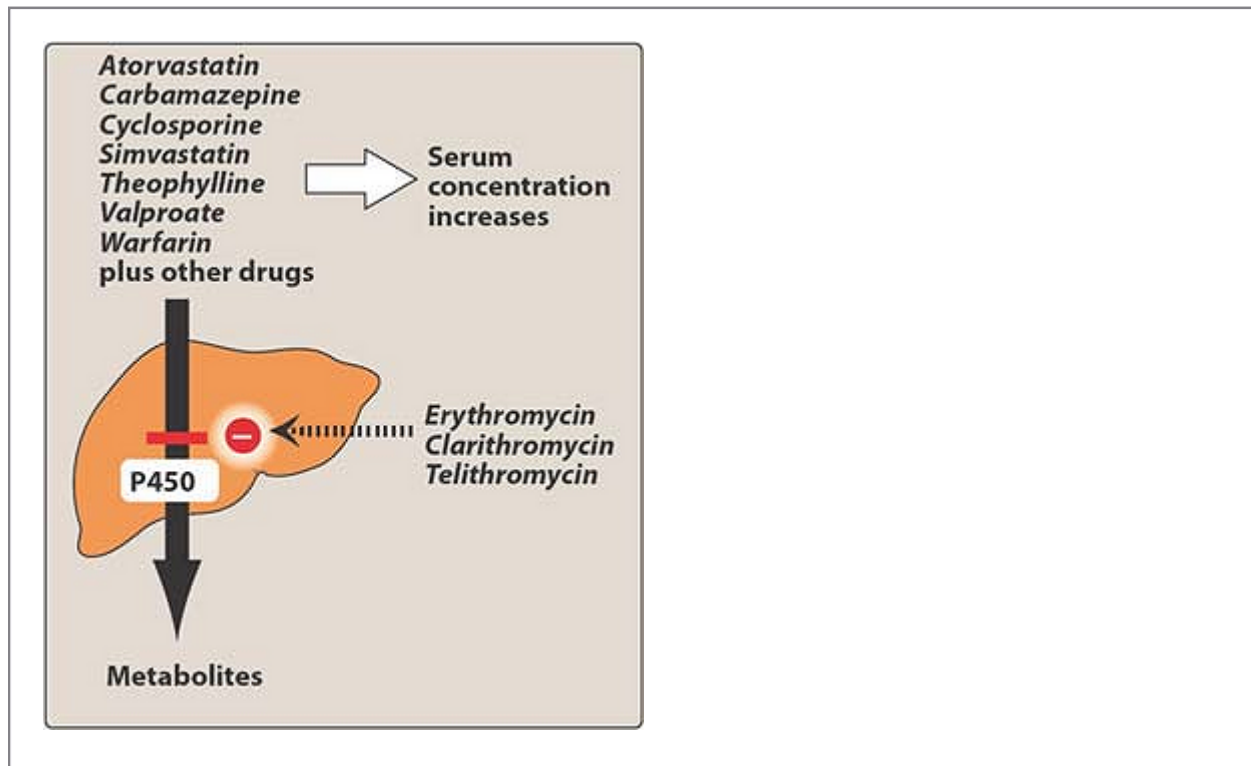 Atorvastatin
Carbamazepine
Cyclosporine
Simvastatin
Theophylline
Valproate
Warfarin
plus other drugs
Serum
concentration
increases
Erythromycin
Clarithromycin
Telithromycin
P450
Metabolites